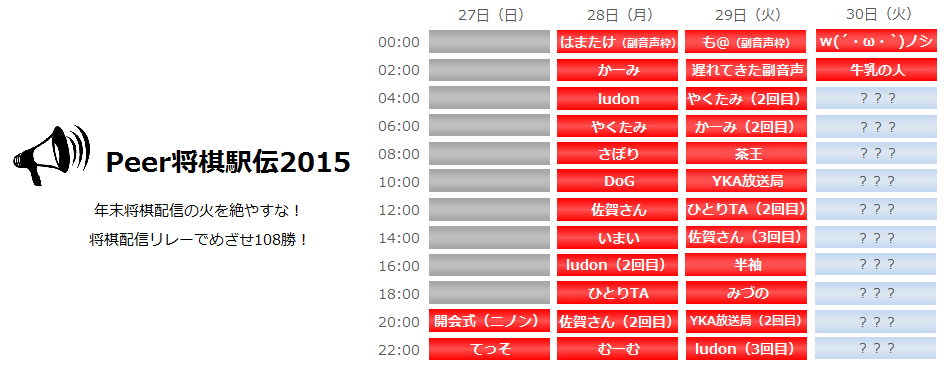 27日（日） 28日（月） 29日（火） 30日（火）
00:00 はまたけ（副音声枠） も＠（副音声枠） w(´・ω・`)ノシ
02:00 かーみ 遅れてきた副音声 牛乳の人
04:00 ludon やくたみ（2回目） ？？？
06:00 やくたみ かーみ（2回目） ？？？
08:00 さぼり 茶王 ？？？
10:00 DoG YKA放送局 ？？？
12:00 佐賀さん ひとりTA（2回目） ？？？
14:00 いまい 佐賀さん（3回目） ？？？
16:00 ludon（2回目） 半袖 ？？？
18:00 ひとりTA みづの ？？？
20:00 開会式（ニノン） 佐賀さん（2回目） YKA放送局（2回目） ？？？
22:00 てっそ むーむ ludon（3回目） ？？？
Peer将棋駅伝2015
年末将棋配信の火を絶やすな！
将棋配信リレーでめざせ108勝！